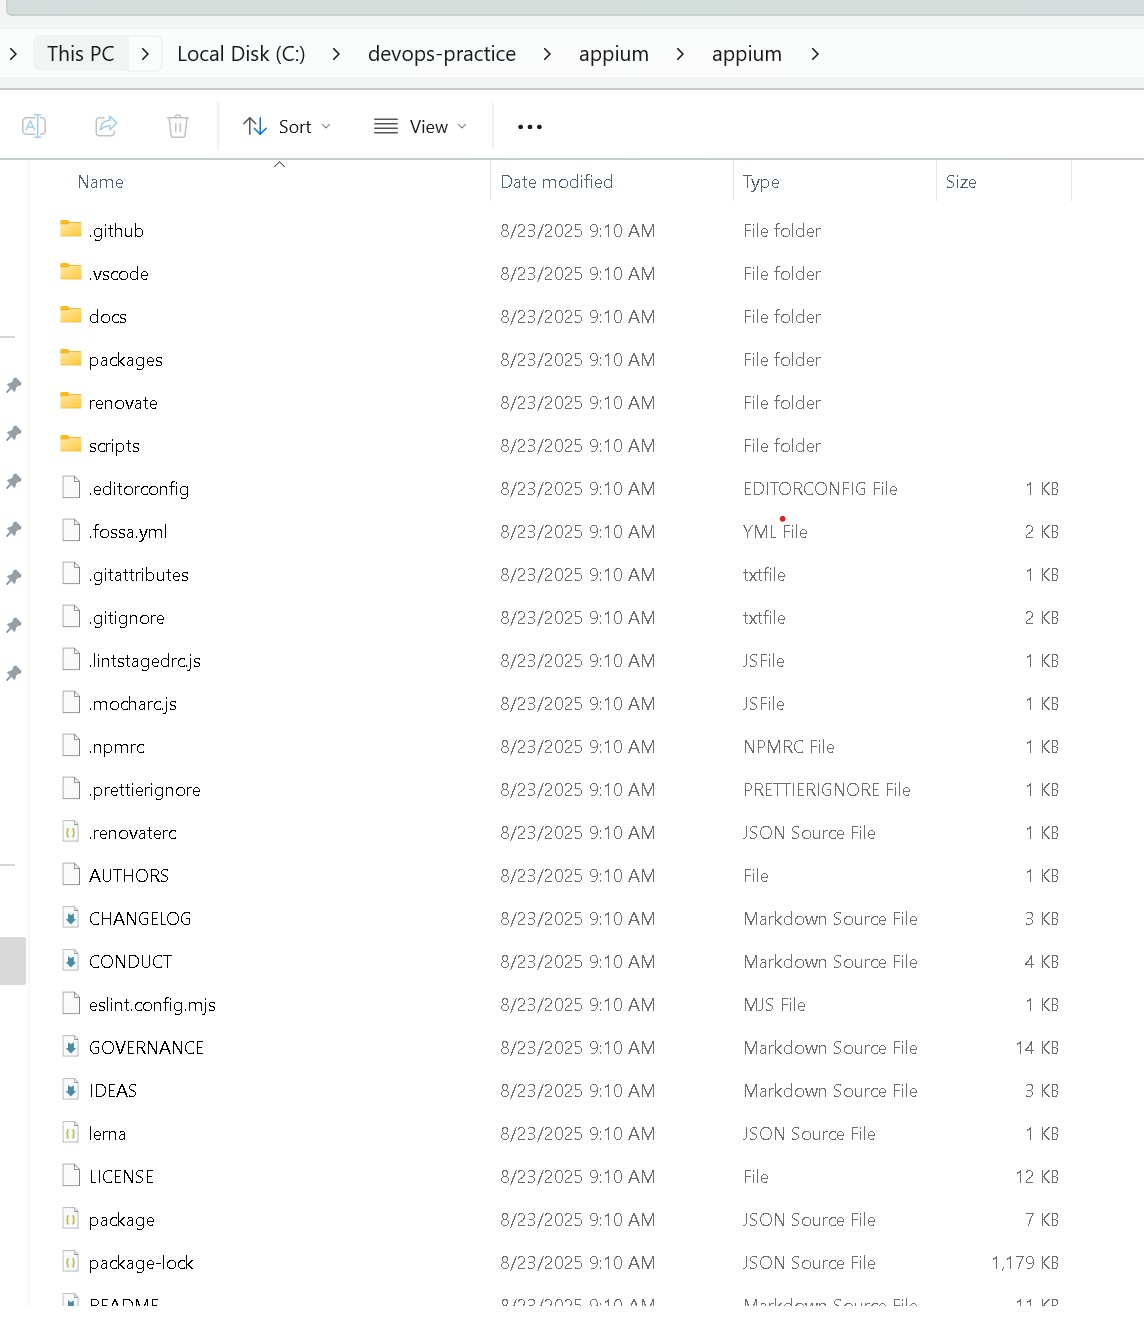 This PC Local Disk (C:) devops-practice appium appium
Sort View
Name Date modified Type Size
.github 8/23/2025 9:10 AM File folder
.vscode 8/23/2025 9:10 AM File folder
docs 8/23/2025 9:10 AM File folder
packages 8/23/2025 9:10 AM File folder
renovate 8/23/2025 9:10 AM File folder
scripts 8/23/2025 9:10 AM File folder
.editorconfig 8/23/2025 9:10 AM EDITORCONFIG File 1 KB
.fossa.yml 8/23/2025 9:10 AM YML File 2 KB
.gitattributes 8/23/2025 9:10 AM txtfile 1 KB
.gitignore 8/23/2025 9:10 AM txtfile 2 KB
.lintstagedrc.js 8/23/2025 9:10 AM JSFile 1 KB
.mocharc.js 8/23/2025 9:10 AM JSFile 1 KB
.npmrc 8/23/2025 9:10 AM NPMRC File 1 KB
.prettierignore 8/23/2025 9:10 AM PRETTIERIGNORE File 1 KB
.renovaterc 8/23/2025 9:10 AM JSON Source File 1 KB
AUTHORS 8/23/2025 9:10 AM File 1 KB
CHANGELOG 8/23/2025 9:10 AM Markdown Source File 3 KB
CONDUCT 8/23/2025 9:10 AM Markdown Source File 4 KB
eslint.config.mjs 8/23/2025 9:10 AM MJS File 1 KB
GOVERNANCE 8/23/2025 9:10 AM Markdown Source File 14 KB
IDEAS 8/23/2025 9:10 AM Markdown Source File 3 KB
lerna 8/23/2025 9:10 AM JSON Source File 1 KB
LICENSE 8/23/2025 9:10 AM File 12 KB
package 8/23/2025 9:10 AM JSON Source File 7 KB
package-lock 8/23/2025 9:10 AM JSON Source File 1,179 KB
README 8/23/2025 9:10 AM Markdown Source File 11 KB